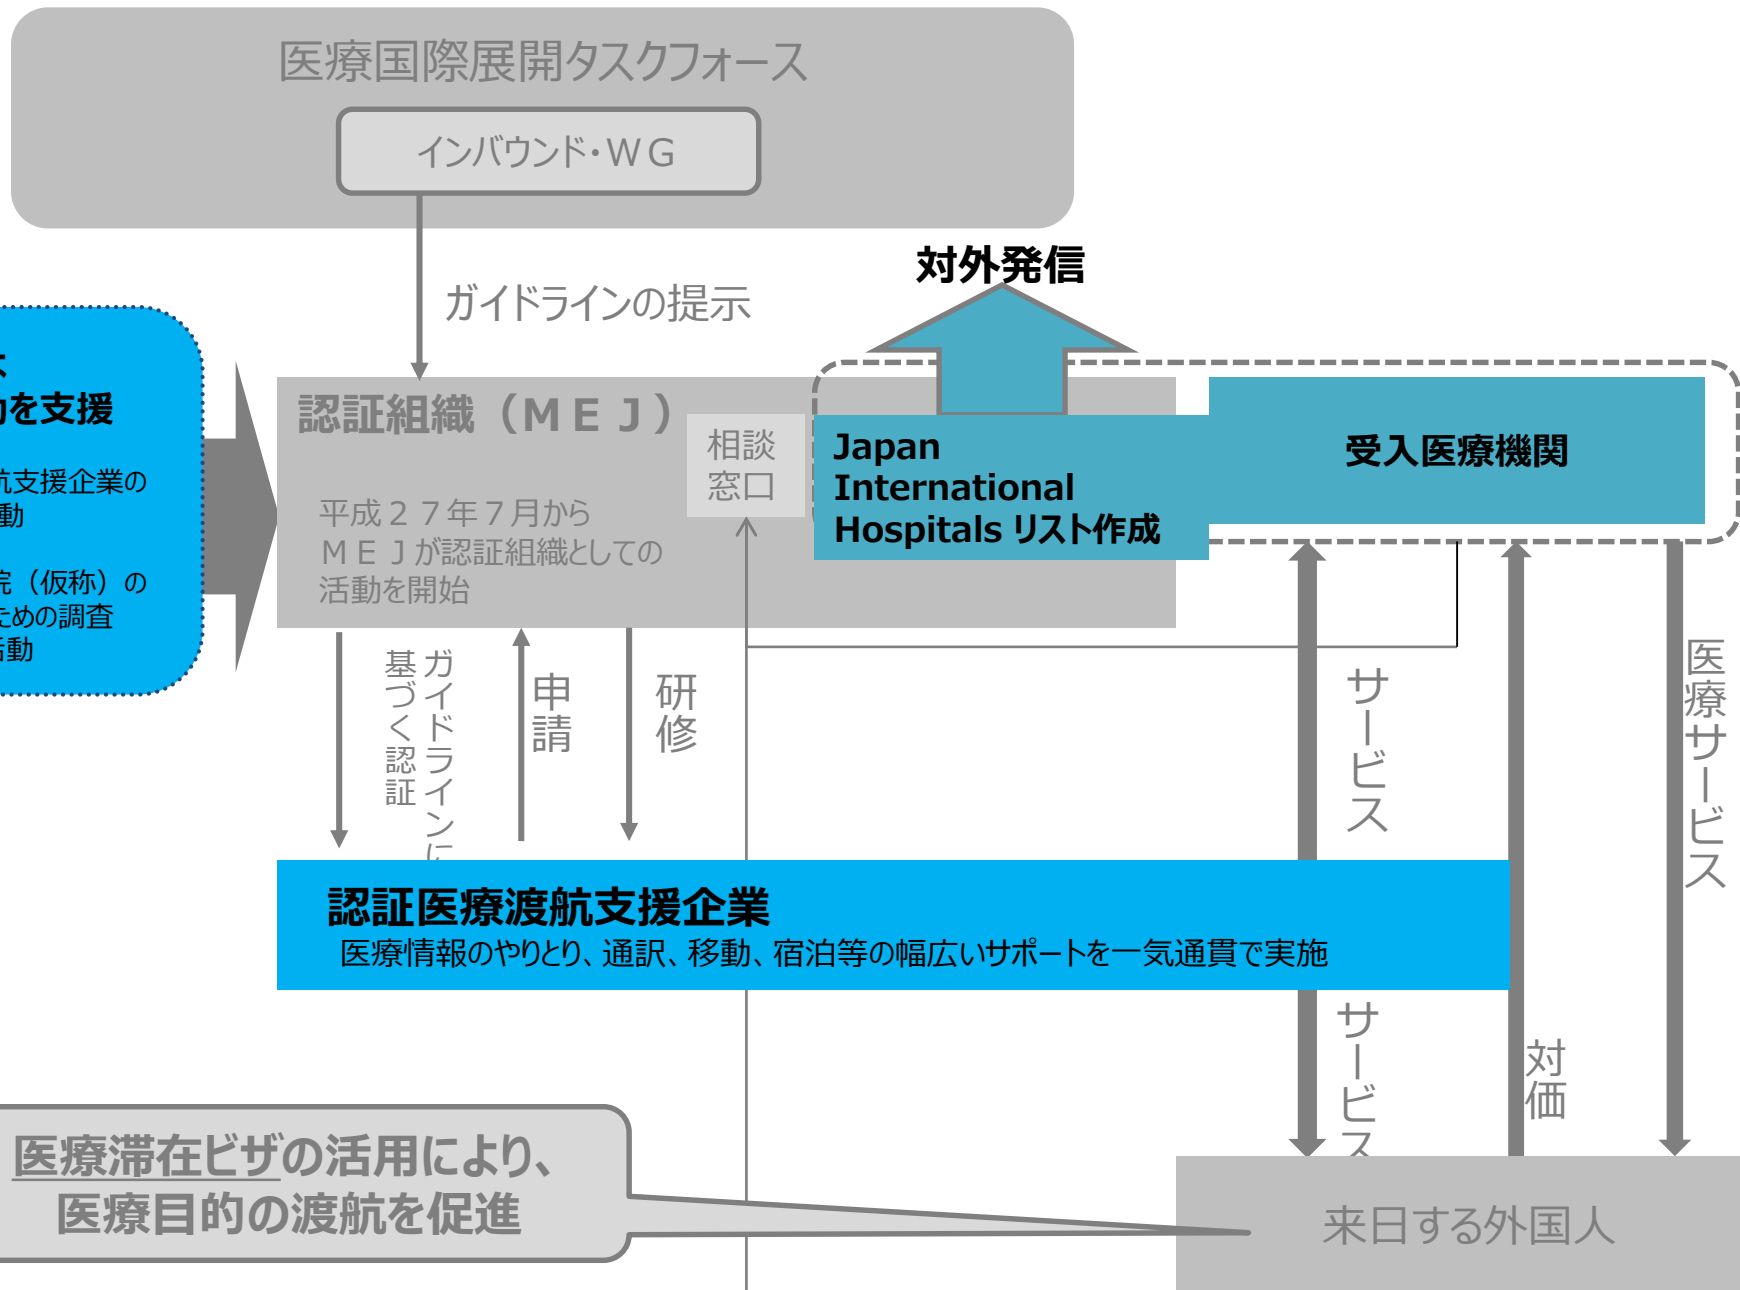 医療国際展開タスクフォース
インバウンド・ＷＧ
ガイドラインの提示
対外発信
を支援
航支援企業の
動
院（仮称）の
ための調査
活動
認証組織（ＭＥＪ）
平成２７年７月から
ＭＥＪが認証組織としての
活動を開始
相談
窓口
Japan
International
Hospitals リスト作成
受入医療機関
ガイドラインに
基づく認証
申請
研修
サービス
医療サービス
認証医療渡航支援企業
医療情報のやりとり、通訳、移動、宿泊等の幅広いサポートを一気通貫で実施
サービス
対価
医療滞在ビザの活用により、
医療目的の渡航を促進
来日する外国人